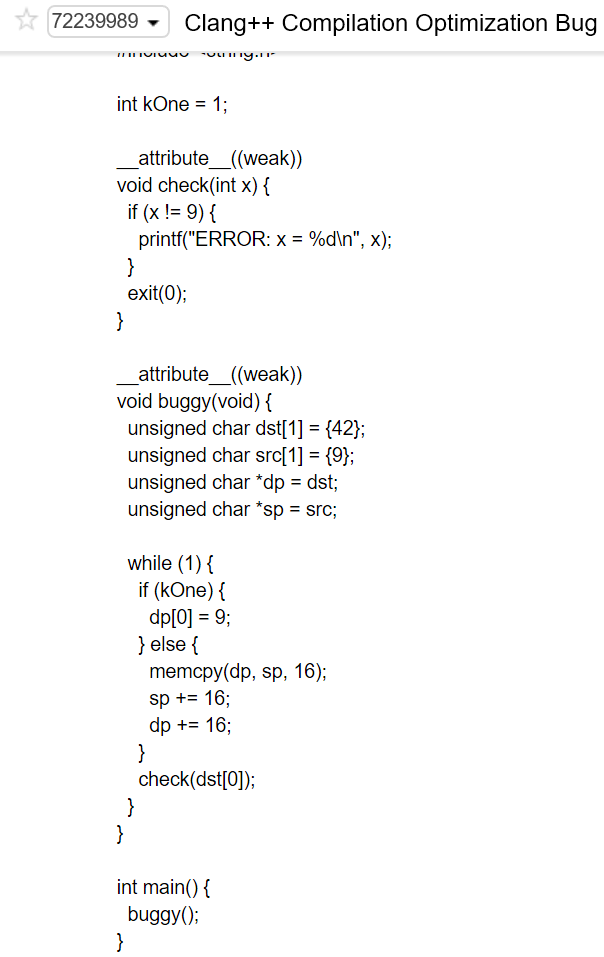 72239989 Clang++ Compilation Optimization Bug
int kOne = 1;
__attribute__((weak))
void check(int x) {
if (x != 9) {
printf("ERROR: x = %d\n", x);
}
exit(0);
}
__attribute__((weak))
void buggy(void) {
unsigned char dst[1] = {42};
unsigned char src[1] = {9};
unsigned char *dp = dst;
unsigned char *sp = src;
while (1) {
if (kOne) {
dp[0] = 9;
} else {
memcpy(dp, sp, 16);
sp += 16;
dp += 16;
}
check(dst[0]);
}
}
int main() {
buggy();
}